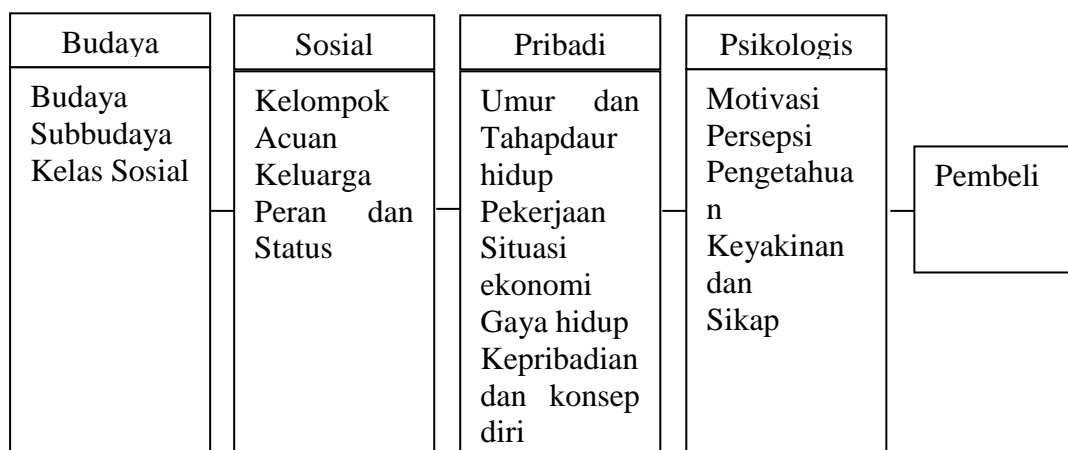 Budaya
Budaya
Subbudaya
Kelas Sosial
Sosial
Kelompok
Acuan
Keluarga
Peran dan
Status
Pribadi
Umur dan
Tahapdaur
hidup
Pekerjaan
Situasi
ekonomi
Gaya hidup
Kepribadian
dan konsep
diri
Psikologis
Motivasi
Persepsi
Pengetahua
n
Keyakinan
dan
Sikap
Pembeli